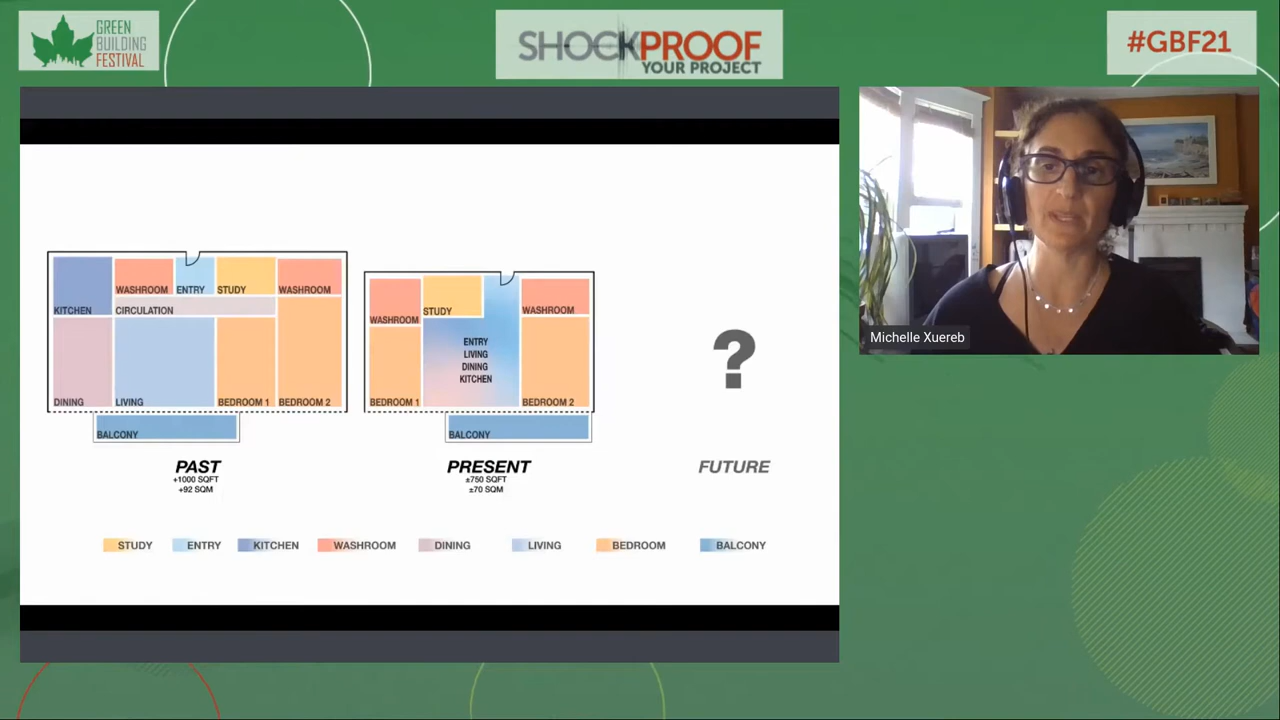 GREEN
BUILDING
FESTIVAL
SHOCKPROOF
YOUR PROJECT
#GBF21
KITCHEN
WASHROOM
ENTRY
STUDY
WASHROOM
CIRCULATION
DINING
LIVING
BEDROOM 1
BEDROOM 2
BALCONY
PAST
+1000 SQFT
+92 SQM
WASHROOM
STUDY
WASHROOM
ENTRY
LIVING
DINING
KITCHEN
BEDROOM 1
BEDROOM 2
BALCONY
PRESENT
±750 SQFT
±70 SQM
?
FUTURE
STUDY ENTRY KITCHEN WASHROOM DINING LIVING BEDROOM BALCONY
Michelle Xuereb